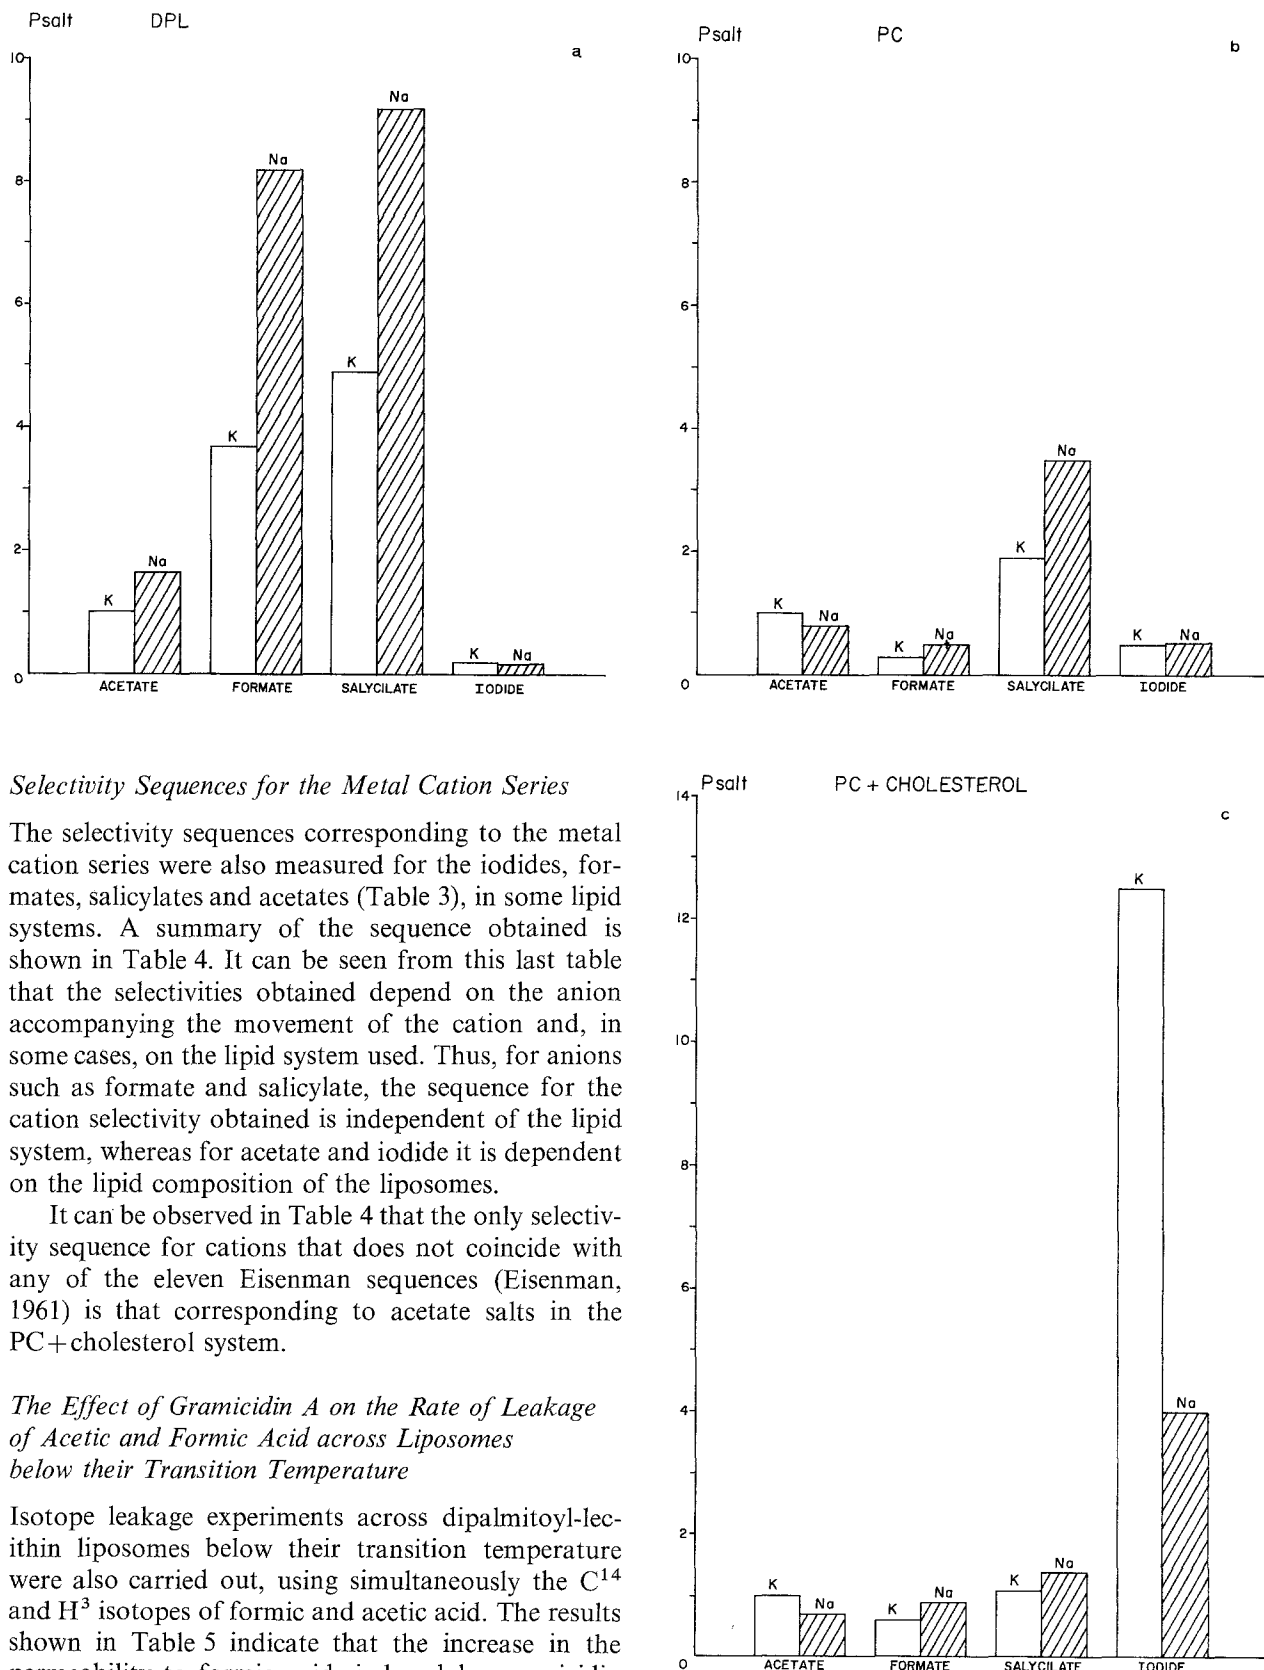 Psalt DPL
a
10
8
6
4
2
0
K Na
K Na
K Na
K Na
ACETATE FORMATE SALYCILATE IODIDE
Psalt PC
b
10
8
6
4
2
0
K Na
K Na
K Na
K Na
ACETATE FORMATE SALYCILATE IODIDE
Selectivity Sequences for the Metal Cation Series
The selectivity sequences corresponding to the metal
cation series were also measured for the iodides, for-
mates, salicylates and acetates (Table 3), in some lipid
systems. A summary of the sequence obtained is
shown in Table 4. It can be seen from this last table
that the selectivities obtained depend on the anion
accompanying the movement of the cation and, in
some cases, on the lipid system used. Thus, for anions
such as formate and salicylate, the sequence for the
cation selectivity obtained is independent of the lipid
system, whereas for acetate and iodide it is dependent
on the lipid composition of the liposomes.
It can be observed in Table 4 that the only selectiv-
ity sequence for cations that does not coincide with
any of the eleven Eisenman sequences (Eisenman,
1961) is that corresponding to acetate salts in the
PC+cholesterol system.
The Effect of Gramicidin A on the Rate of Leakage
of Acetic and Formic Acid across Liposomes
below their Transition Temperature
Isotope leakage experiments across dipalmitoyl-lec-
ithin liposomes below their transition temperature
were also carried out, using simultaneously the C14
and H3 isotopes of formic and acetic acid. The results
shown in Table 5 indicate that the increase in the
Psalt PC + CHOLESTEROL
c
14
12
10
8
6
4
2
0
K Na
K Na
K Na
K Na
ACETATE FORMATE SALYCILATE IODIDE